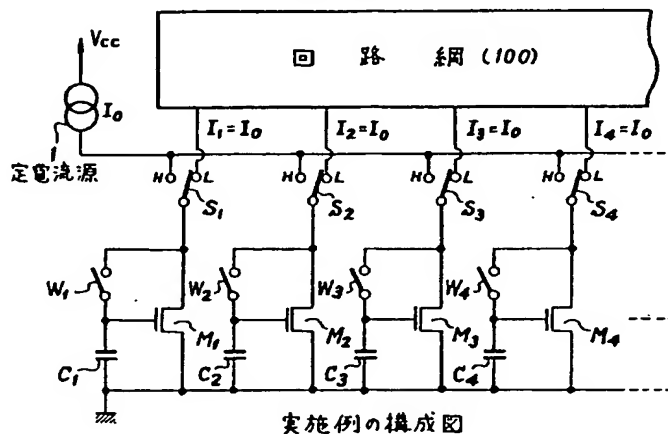 Vcc
I₀
1
定電流源
回路網(100)
I₁=I₀ I₂=I₀ I₃=I₀ I₄=I₀
H L H L H L H L
S₁ S₂ S₃ S₄
W₁ W₂ W₃ W₄
M₁ M₂ M₃ M₄
C₁ C₂ C₃ C₄
実施例の構成図